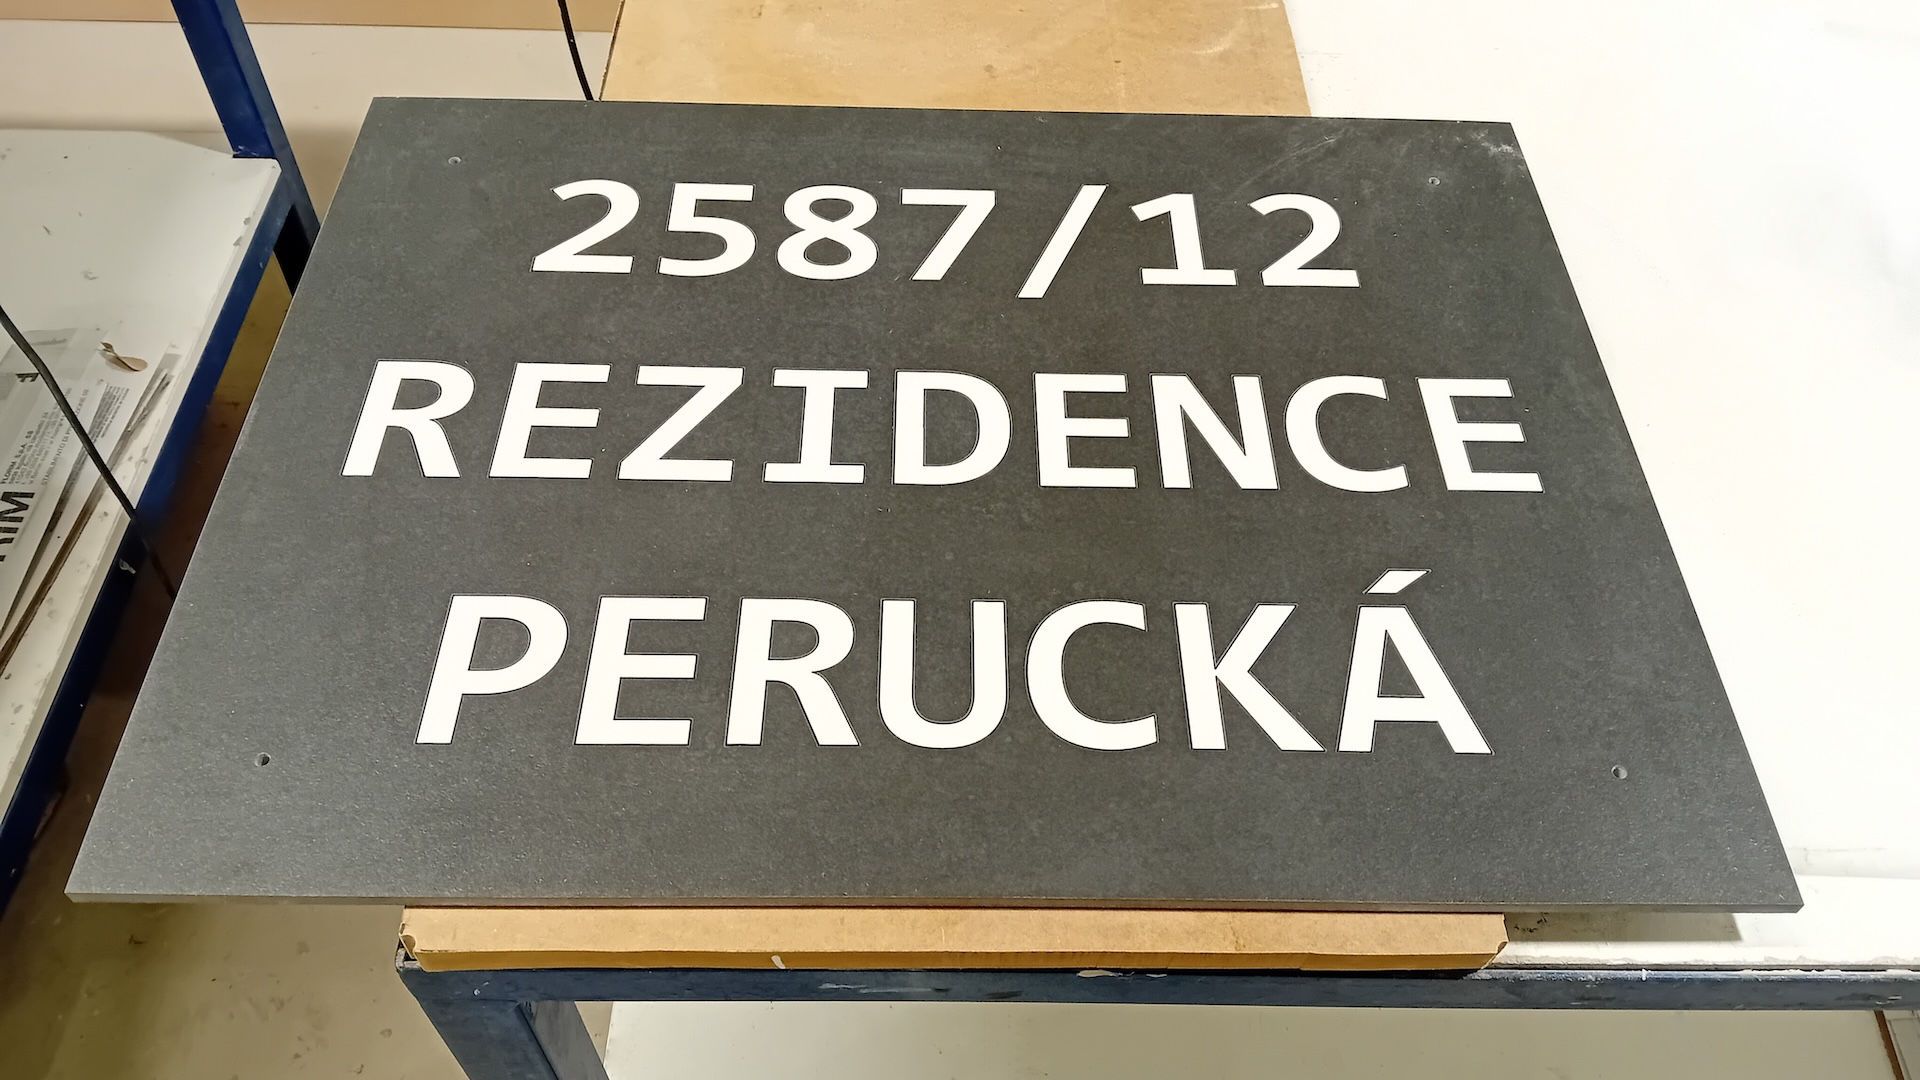 2587/12
REZIDENCE
PERUCKÁ